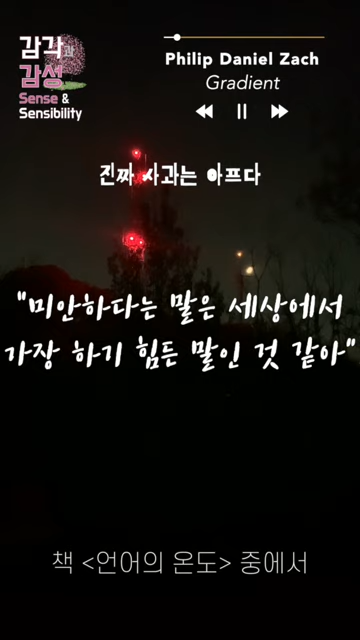 감각과
감성
Sense &
Sensibility
Philip Daniel Zach
Gradient
진짜 사과는 아프다
"미안하다는 말은 세상에서
가장 하기 힘든 말인 것 같아"
책 <언어의 온도> 중에서